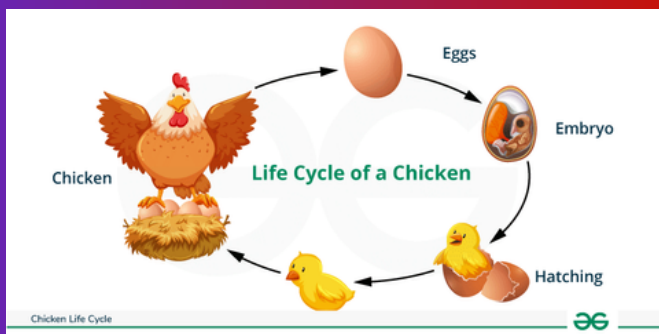 Eggs
Embryo
Life Cycle of a Chicken
Chicken
Hatching
Chicken Life Cycle